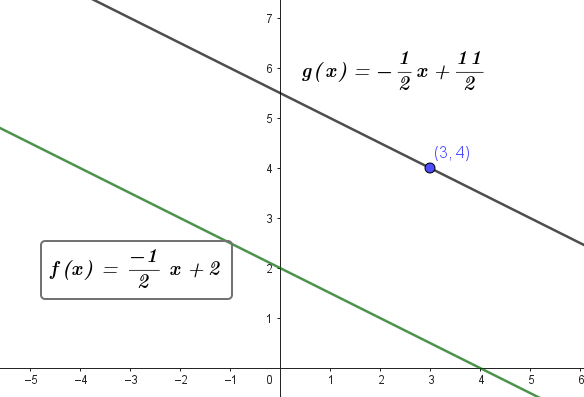 7
6
g(x) = -1/2 x + 11/2
5
(3, 4)
4
3
f(x) = -1/2 x + 2
2
1
-5 -4 -3 -2 -1 0 1 2 3 4 5 6